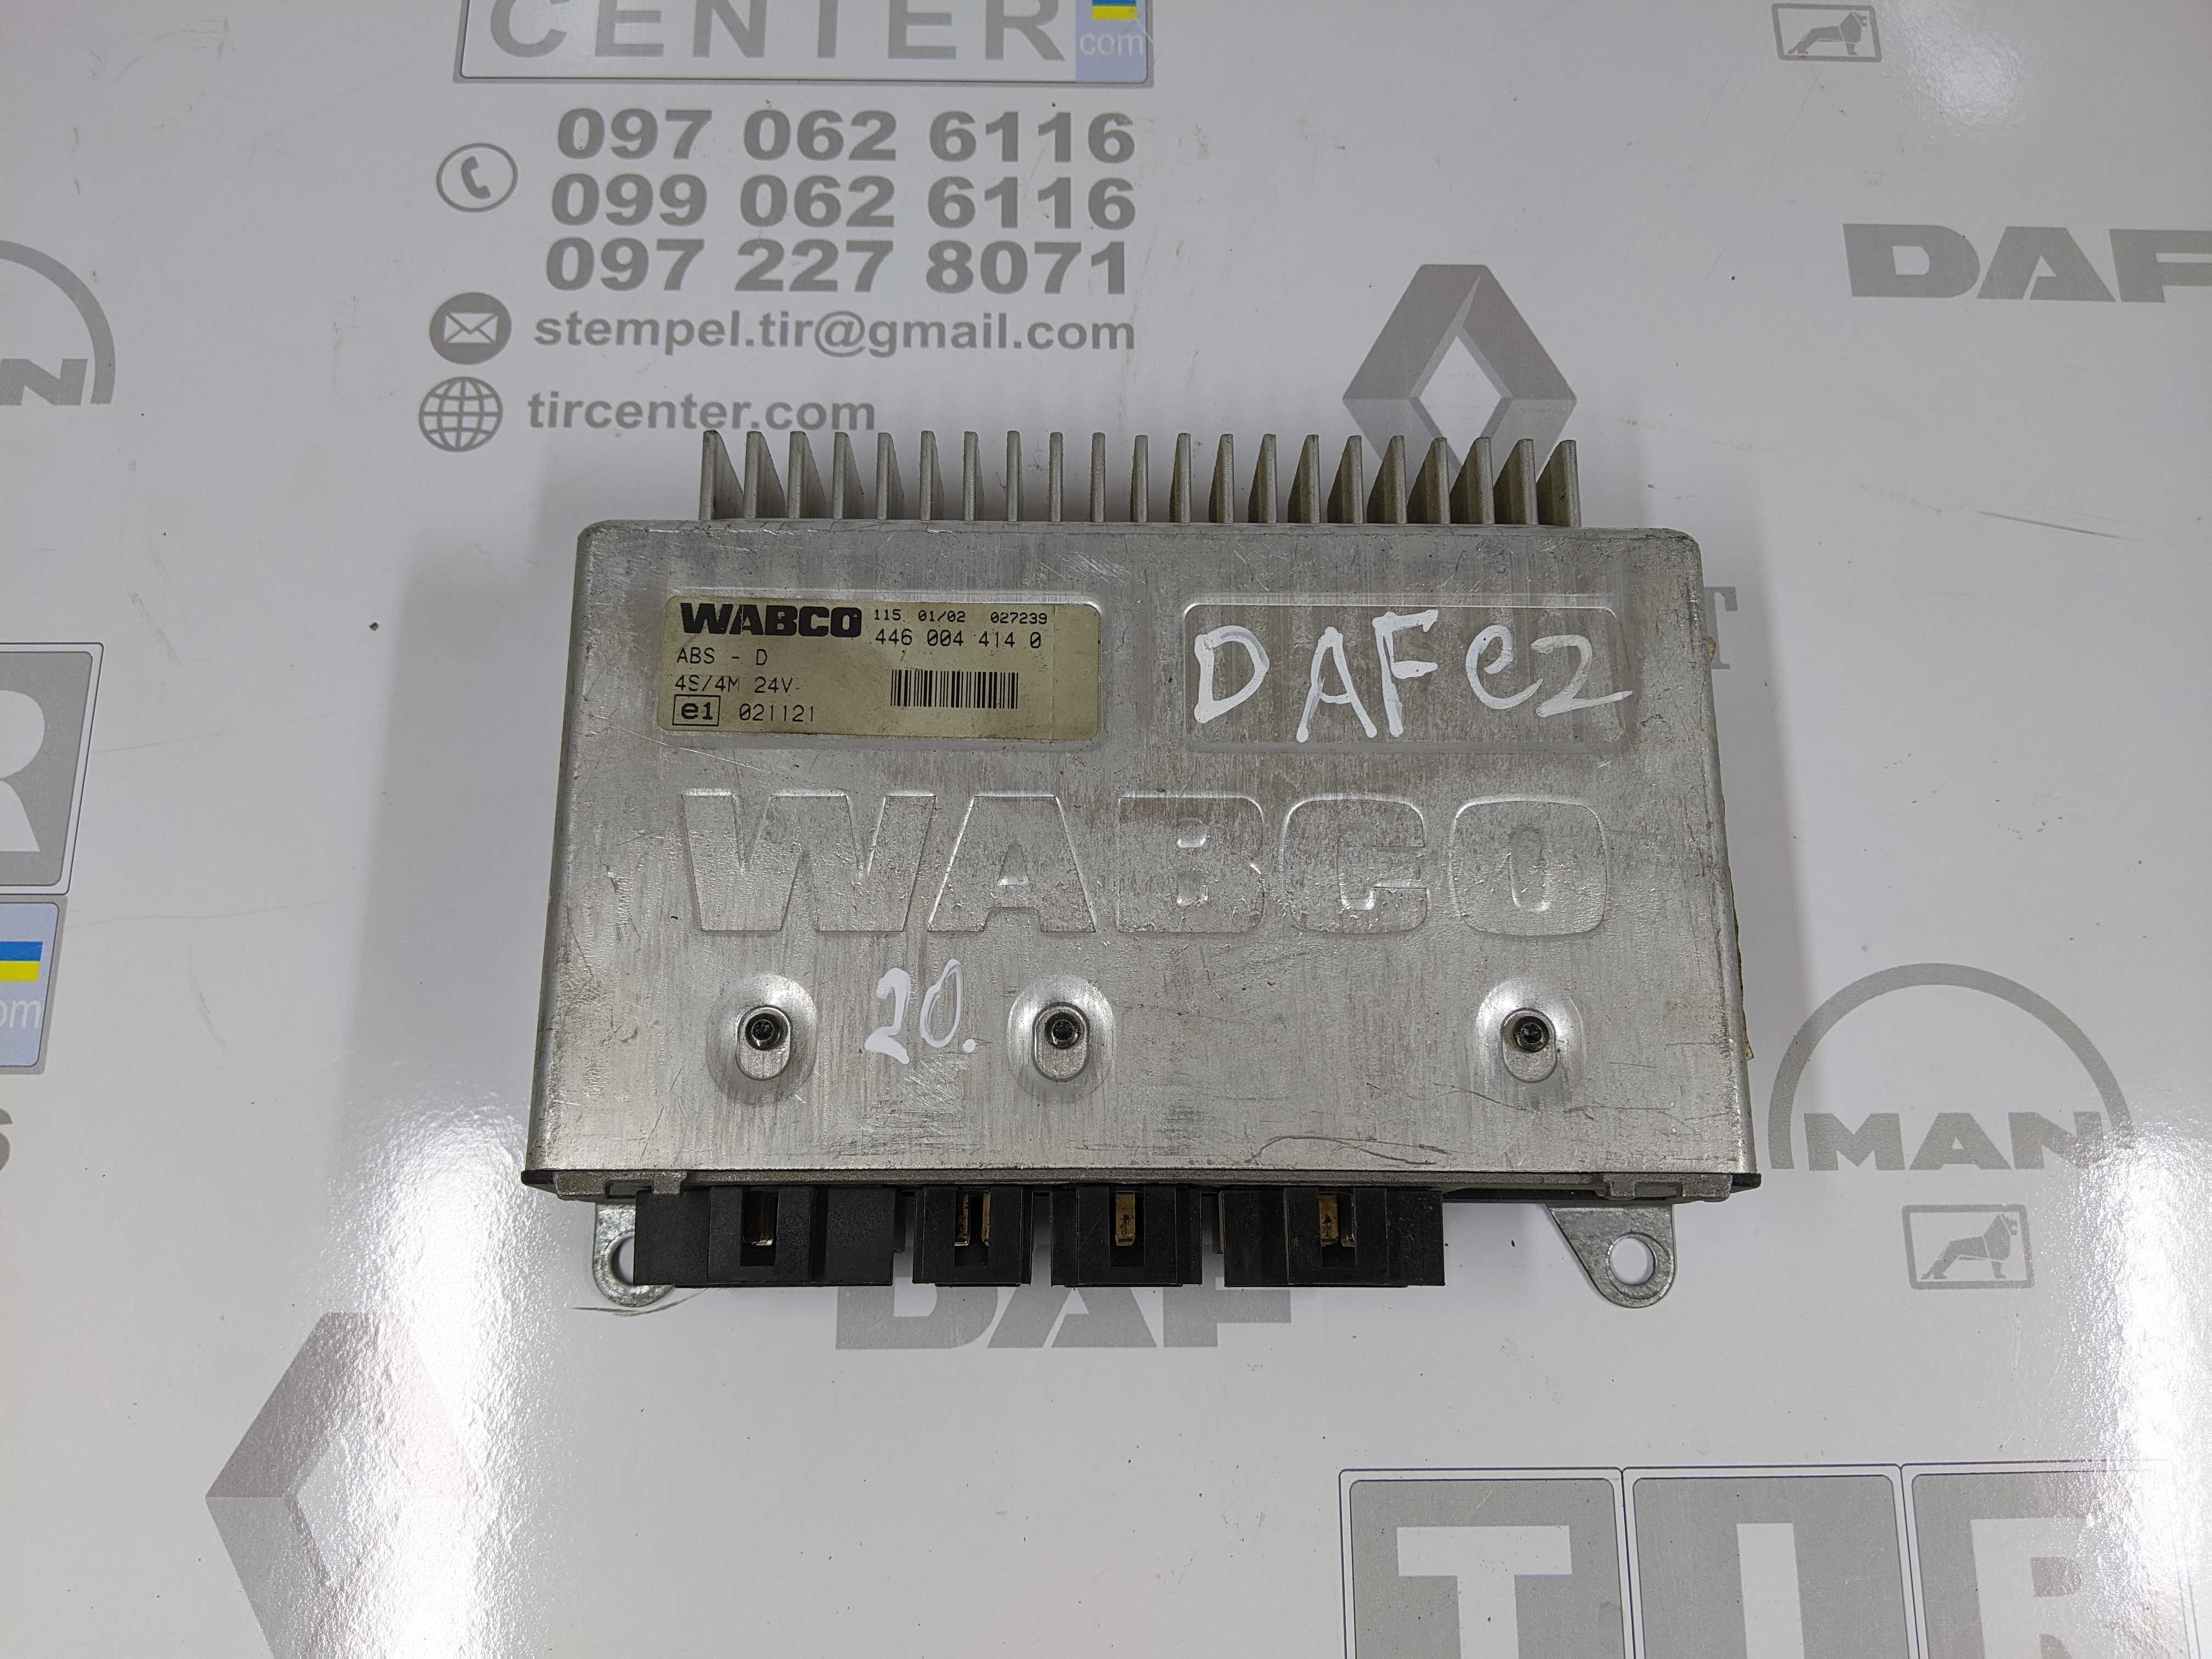 CENTER
com
097 062 6116
099 062 6116
097 227 8071
stempel.tir@gmail.com
tircenter.com
DAF
WABCO 115 01/02 027239
446 004 414 0
ABS - D
4S/4M 24V
e1 021121
DAF e2
WABCO
20.
MAN
DAF
TIR